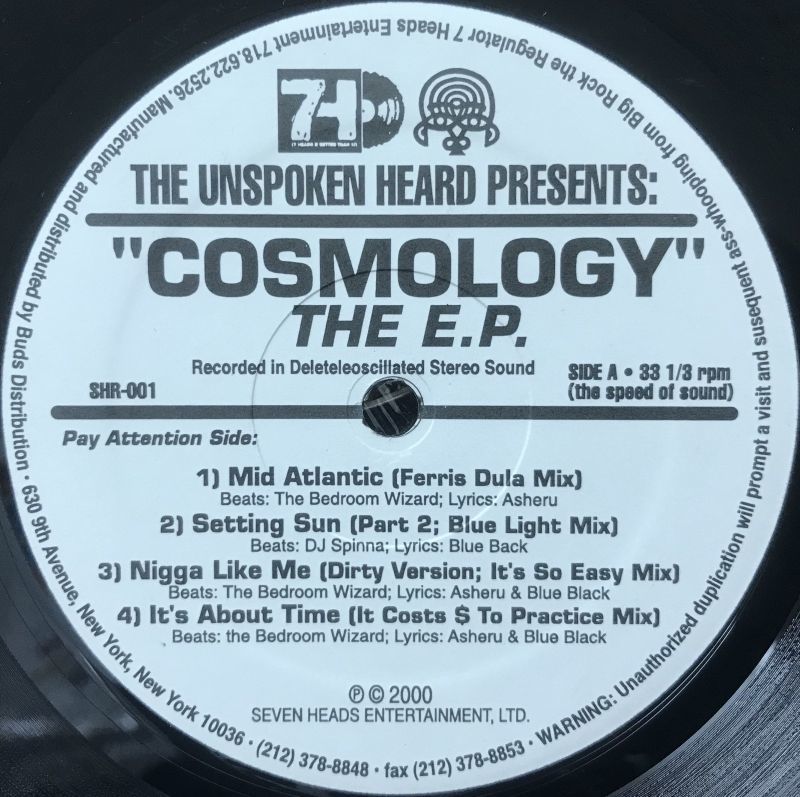 7H
(7 HEADS R BETTER THAN 1)
THE UNSPOKEN HEARD PRESENTS:
"COSMOLOGY"
THE E.P.
Recorded in Deleteleoscillated Stereo Sound
SHR-001
SIDE A • 33 1/3 rpm
(the speed of sound)
Pay Attention Side:
1) Mid Atlantic (Ferris Dula Mix)
Beats: The Bedroom Wizard; Lyrics: Asheru
2) Setting Sun (Part 2; Blue Light Mix)
Beats: DJ Spinna; Lyrics: Blue Back
3) Nigga Like Me (Dirty Version; It's So Easy Mix)
Beats: The Bedroom Wizard; Lyrics: Asheru & Blue Black
4) It's About Time (It Costs $ To Practice Mix)
Beats: the Bedroom Wizard; Lyrics: Asheru & Blue Black
℗ © 2000
SEVEN HEADS ENTERTAINMENT, LTD.
Manufactured and distributed by Buds Distribution • 630 9th Avenue, New York, New York 10036 • (212) 378-8848 • fax (212) 378-8853 • WARNING: Unauthorized duplication will prompt a visit and susequent ass-whooping from Big Rock the Regulator 7 Heads Entertainment 718.622.2526.